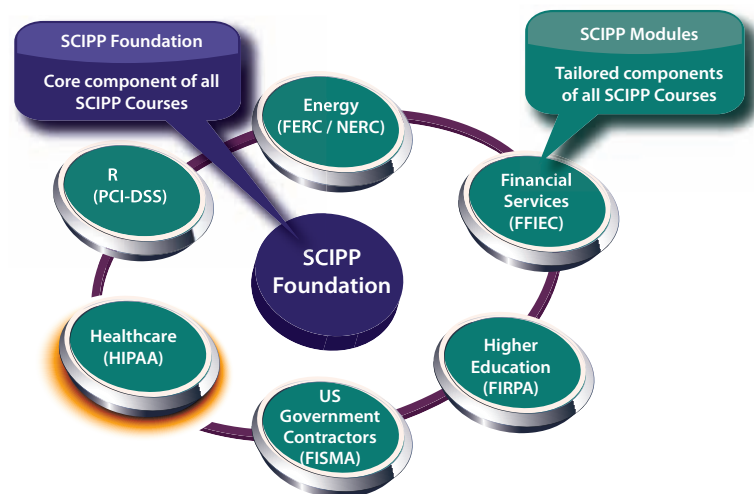 SCIPP Foundation
Core component of all
SCIPP Courses
SCIPP Modules
Tailored components
of all SCIPP Courses
Energy
(FERC / NERC)
R
(PCI-DSS)
Financial
Services
(FFIEC)
SCIPP
Foundation
Healthcare
(HIPAA)
Higher
Education
(FIRPA)
US
Government
Contractors
(FISMA)